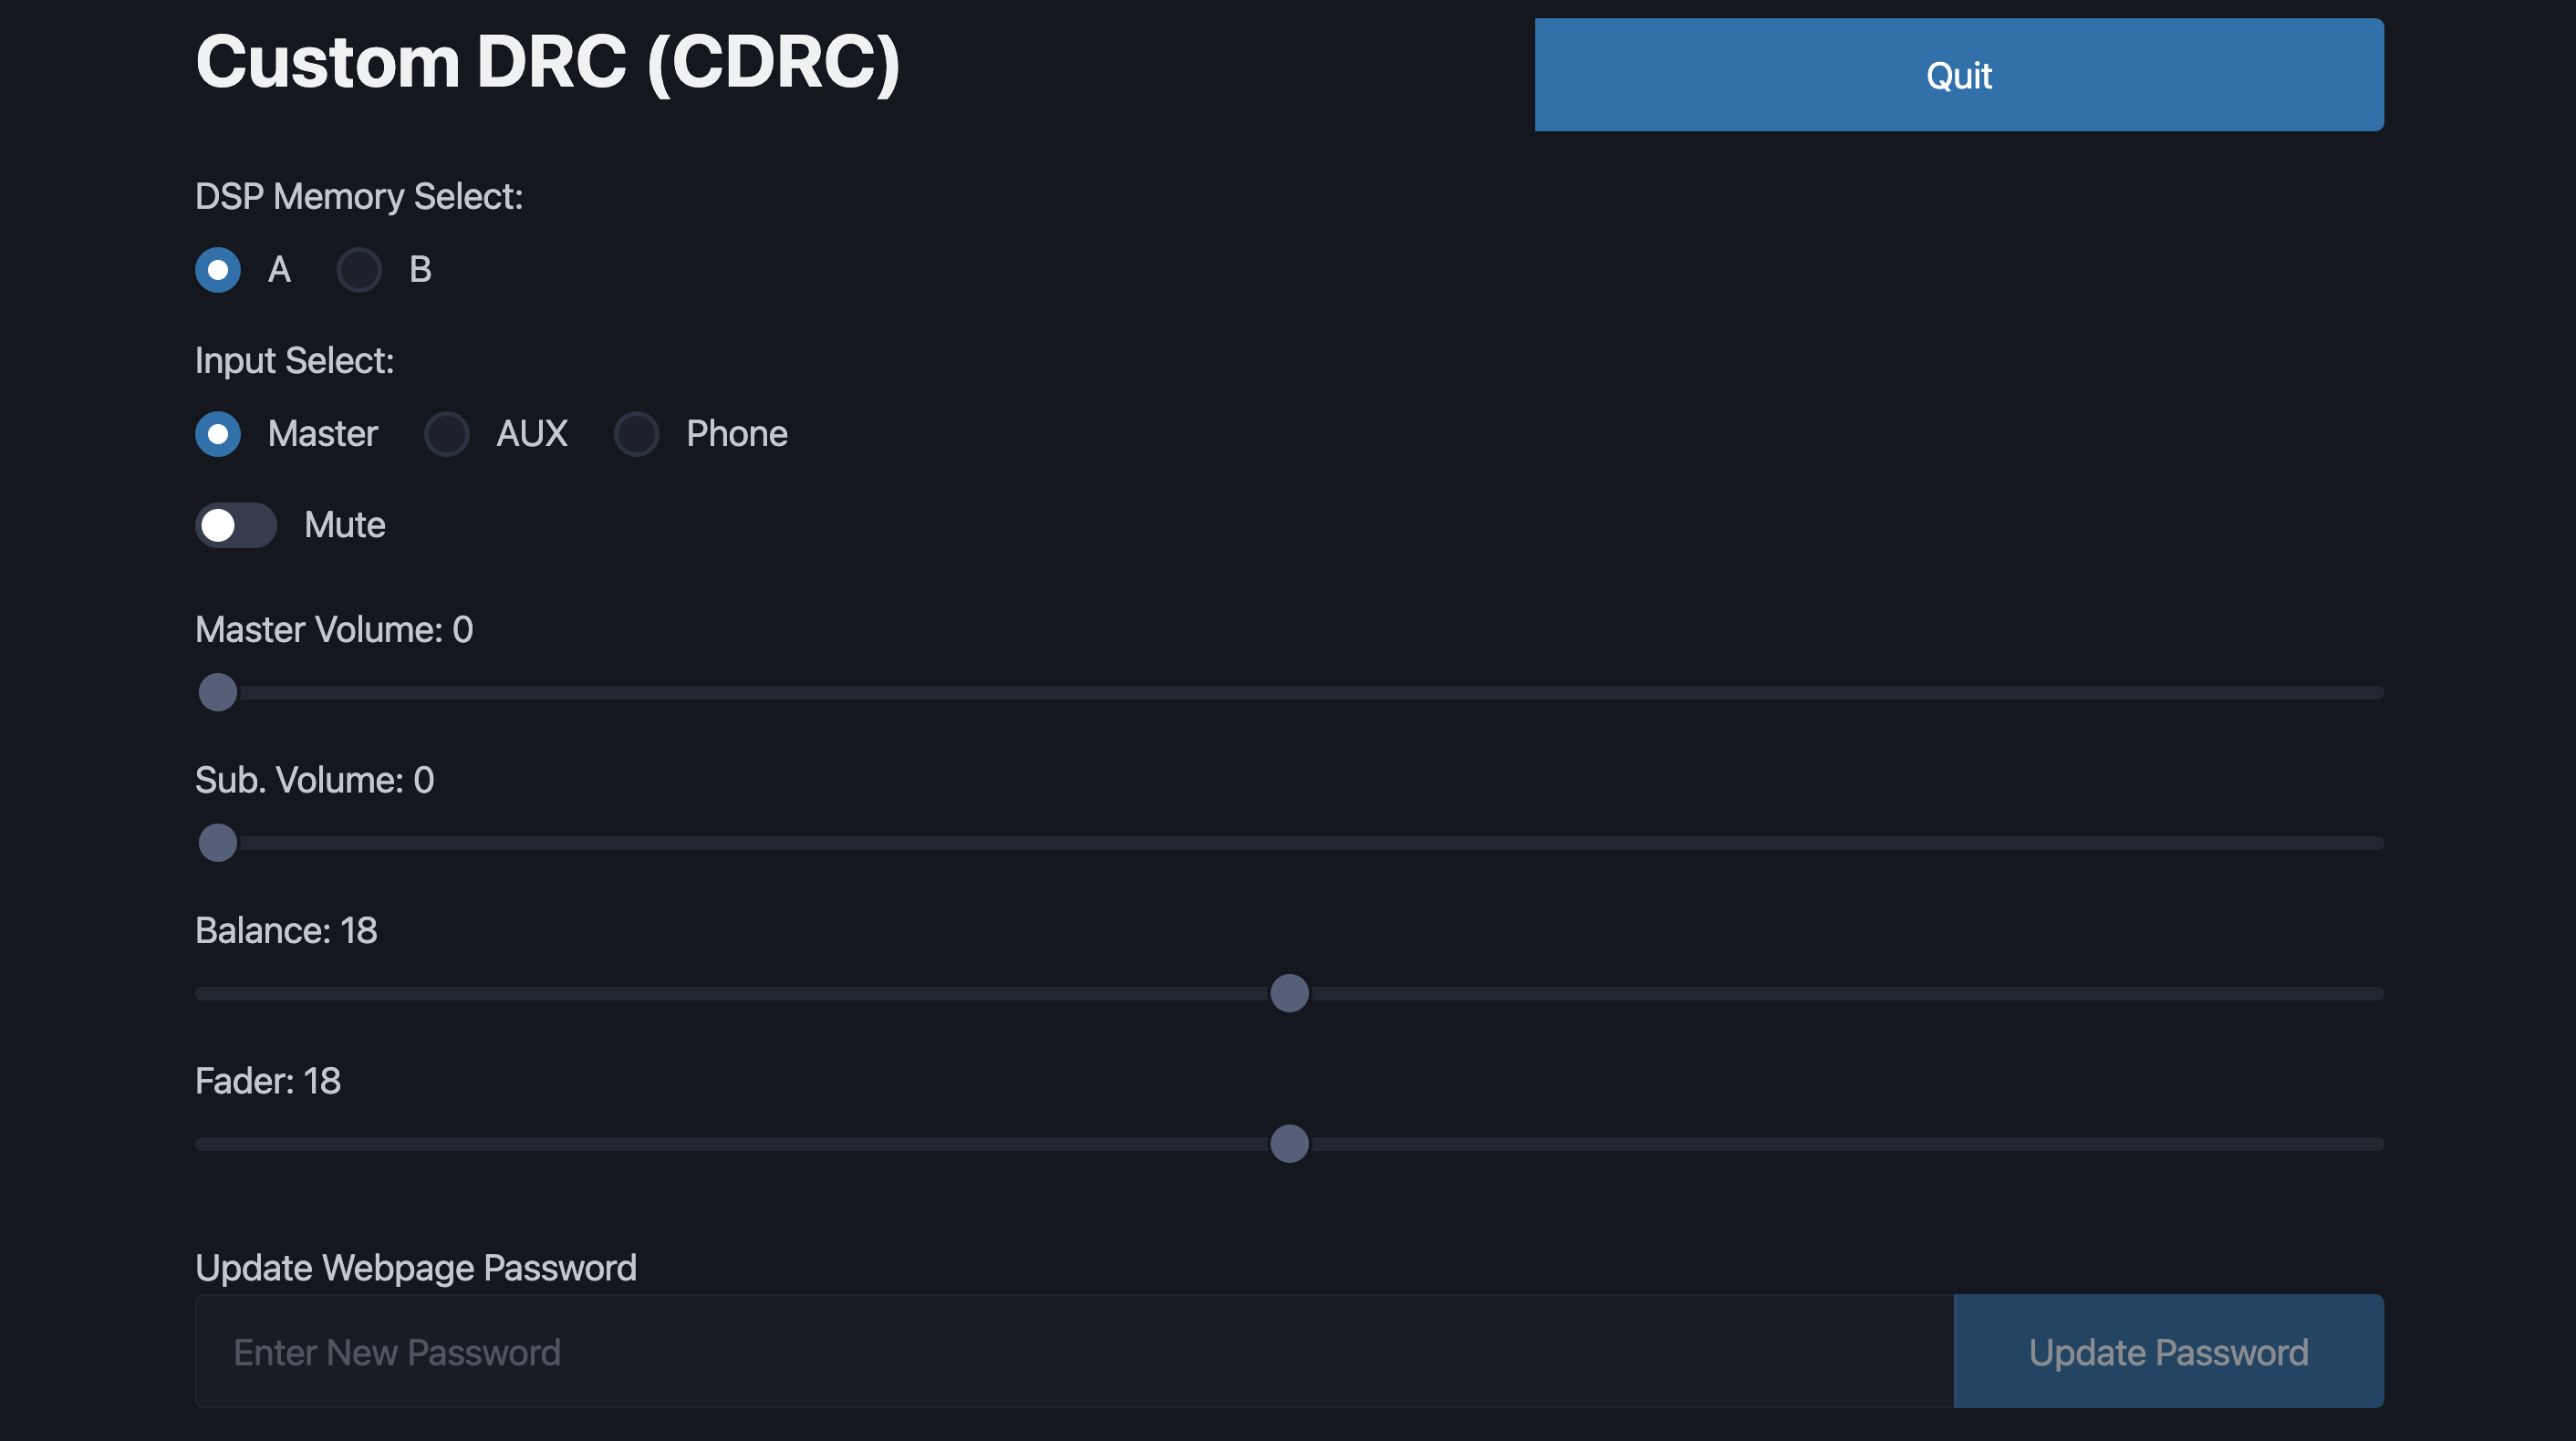 Custom DRC (CDRC)
Quit
DSP Memory Select:
A B
Input Select:
Master AUX Phone
Mute
Master Volume: 0
Sub. Volume: 0
Balance: 18
Fader: 18
Update Webpage Password
Enter New Password
Update Password